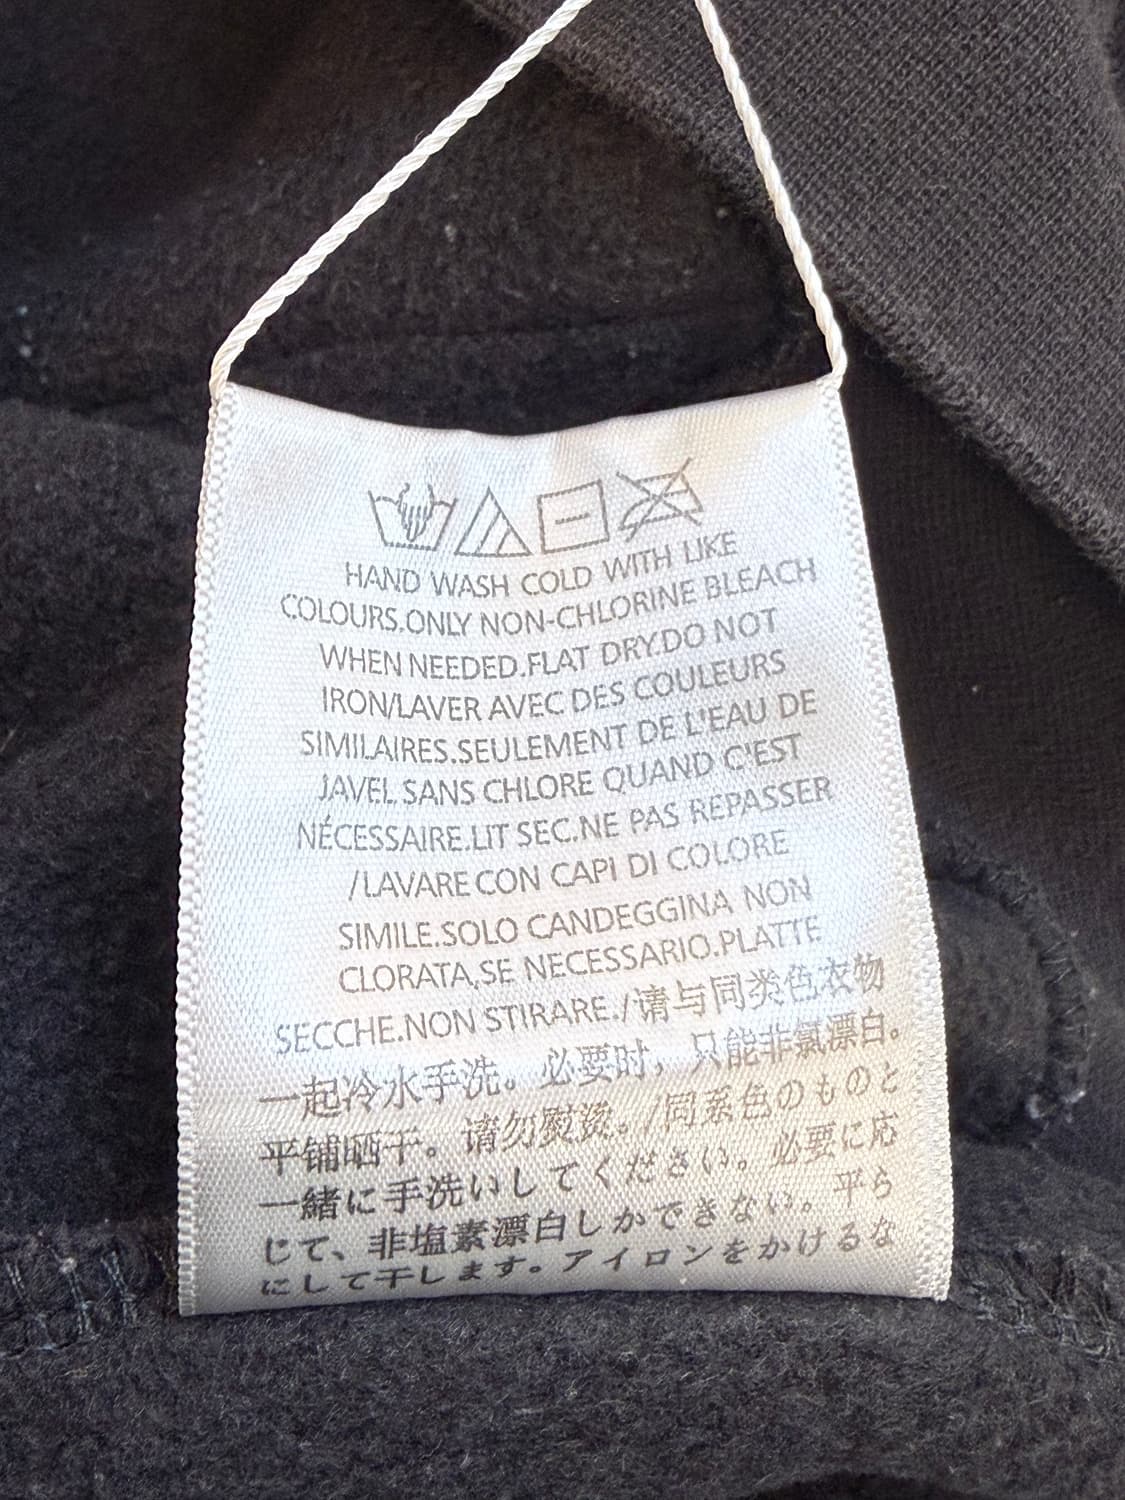 HAND WASH COLD WITH LIKE
COLOURS.ONLY NON-CHLORINE BLEACH
WHEN NEEDED.FLAT DRY.DO NOT
IRON/LAVER AVEC DES COULEURS
SIMILAIRES.SEULEMENT DE L'EAU DE
JAVEL SANS CHLORE QUAND C'EST
NÉCESSAIRE.LIT SEC.NE PAS REPASSER
/LAVARE CON CAPI DI COLORE
SIMILE.SOLO CANDEGGINA NON
CLORATA,SE NECESSARIO.PLATTE
SECCHE.NON STIRARE./请与同类色衣物
一起冷水手洗。必要时，只能非氯漂白。
平铺晒干。请勿熨烫。/同系色のものと
一緒に手洗いしてください。必要に応
じて、非塩素漂白しかできない。平ら
にして干します。アイロンをかけるな